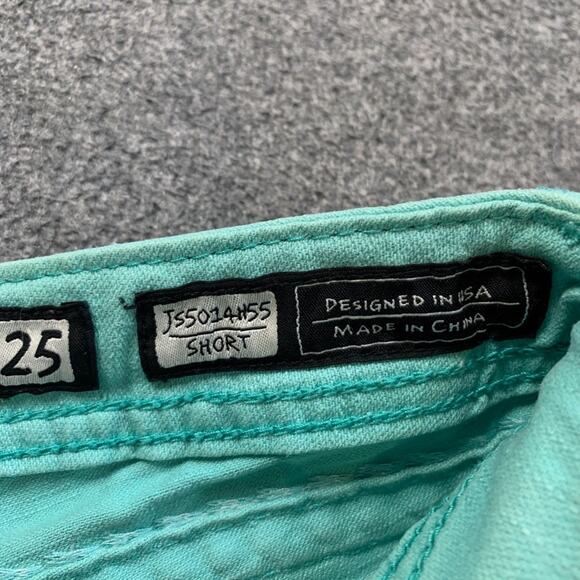 25
JS5014H55
SHORT
DESIGNED IN USA
MADE IN CHINA